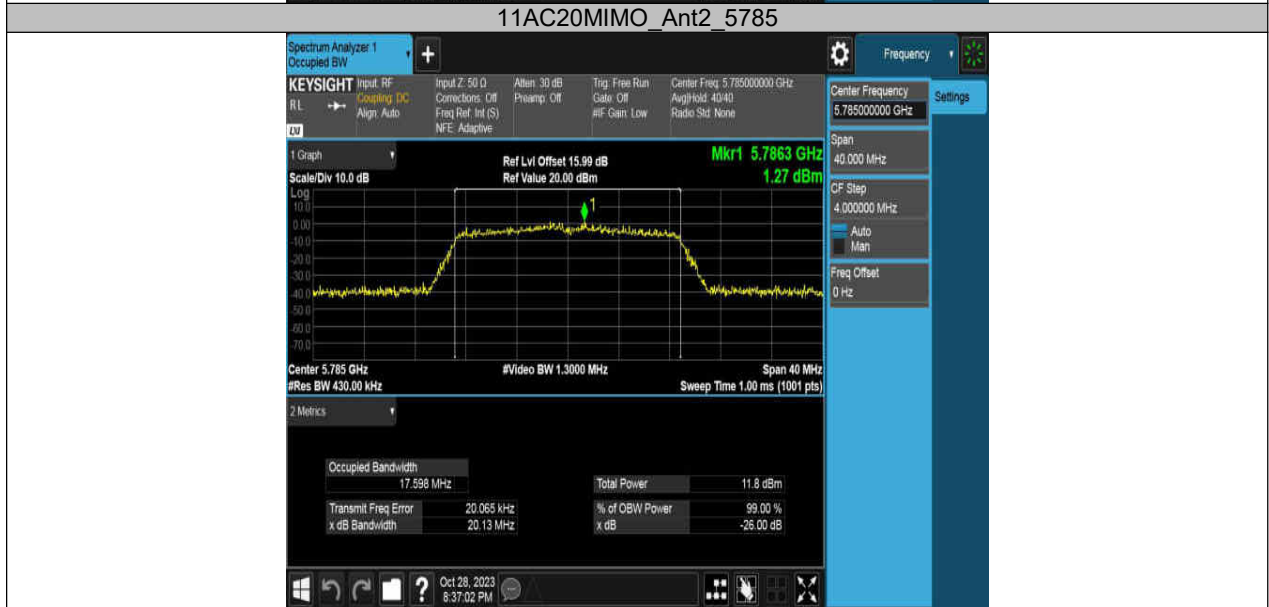 11AC20MIMO_Ant2_5785
Spectrum Analyzer 1
Occupied BW
+
Frequency
KEYSIGHT
RL
LXI
Input: RF
Coupling: DC
Align: Auto
Input Z: 50 Ω
Corrections: Off
Freq Ref: Int (S)
NFE: Adaptive
Atten: 30 dB
Preamp: Off
Trig: Free Run
Gate: Off
#IF Gain: Low
Center Freq: 5.785000000 GHz
Avg|Hold: 40/40
Radio Std: None
Center Frequency
5.785000000 GHz
Settings
Span
40.000 MHz
CF Step
4.000000 MHz
Auto
Man
Freq Offset
0 Hz
1 Graph
Ref Lvl Offset 15.99 dB
Mkr1 5.7863 GHz
Scale/Div 10.0 dB
Ref Value 20.00 dBm
1.27 dBm
Log
10.0
0.00
-10.0
-20.0
-30.0
-40.0
-50.0
-60.0
-70.0
1
Center 5.785 GHz
#Video BW 1.3000 MHz
Span 40 MHz
#Res BW 430.00 kHz
Sweep Time 1.00 ms (1001 pts)
2 Metrics
Occupied Bandwidth
17.598 MHz
Total Power 11.8 dBm
Transmit Freq Error 20.065 kHz
% of OBW Power 99.00 %
x dB Bandwidth 20.13 MHz
x dB -26.00 dB
?
Oct 28, 2023
8:37:02 PM